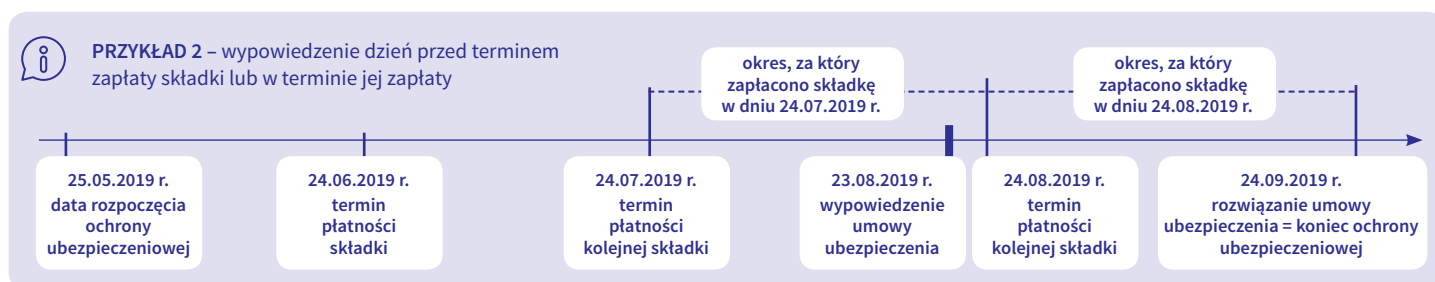 PRZYKŁAD 2 – wypowiedzenie dzień przed terminem
zapłaty składki lub w terminie jej zapłaty
okres, za który
zapłacono składkę
w dniu 24.07.2019 r.
okres, za który
zapłacono składkę
w dniu 24.08.2019 r.
25.05.2019 r.
data rozpoczęcia
ochrony
ubezpieczeniowej
24.06.2019 r.
termin
płatności
składki
24.07.2019 r.
termin
płatności
kolejnej składki
23.08.2019 r.
wypowiedzenie
umowy
ubezpieczenia
24.08.2019 r.
termin
płatności
kolejnej składki
24.09.2019 r.
rozwiązanie umowy
ubezpieczenia = koniec ochrony
ubezpieczeniowej